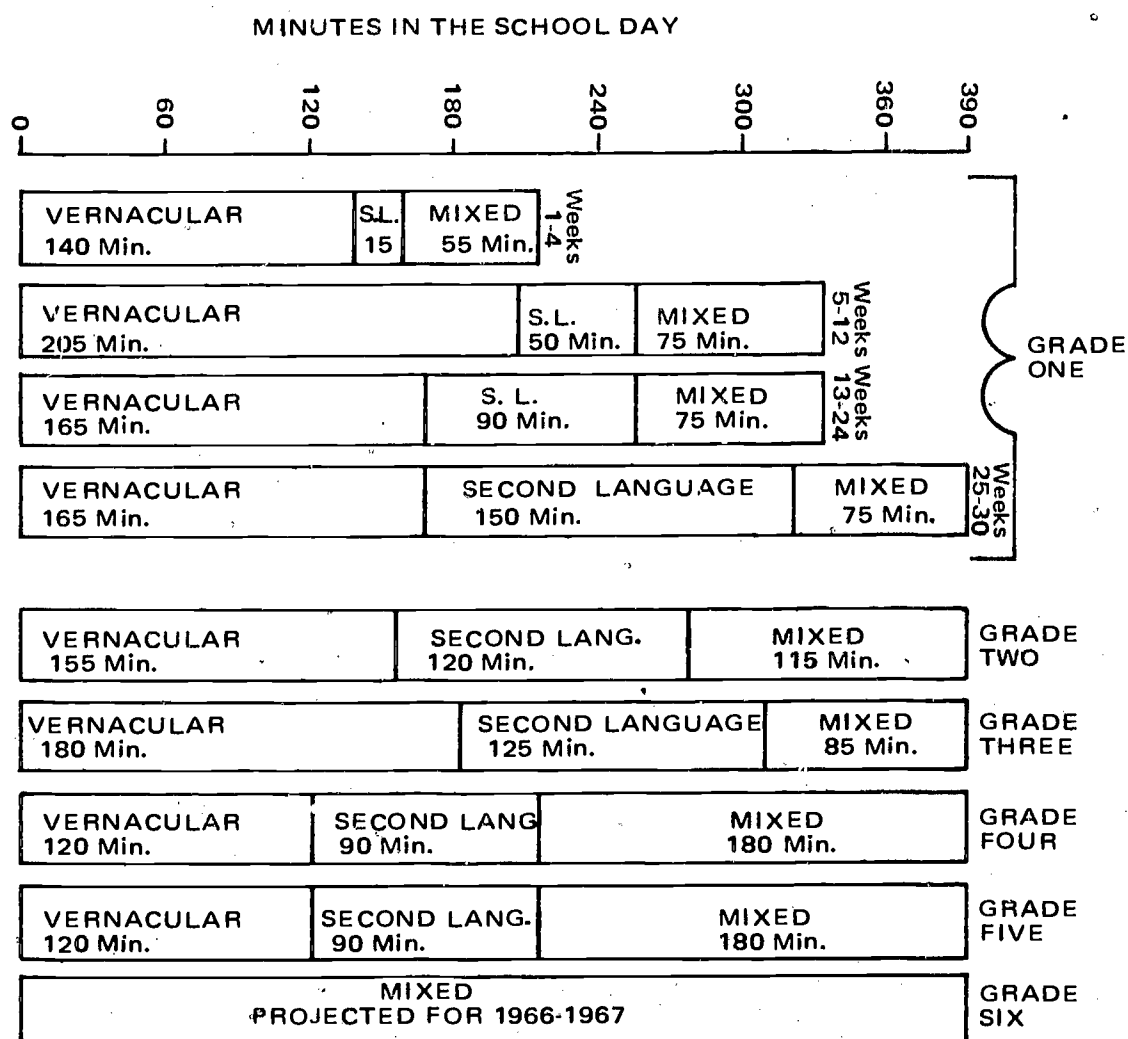 MINUTES IN THE SCHOOL DAY
0 60 120 180 240 300 360 390
VERNACULAR S.L. MIXED Weeks
140 Min. 15 55 Min. 1-4
VERNACULAR S.L. MIXED Weeks
205 Min. 50 Min. 75 Min. 5-12
GRADE
ONE
VERNACULAR S. L. MIXED Weeks
165 Min. 90 Min. 75 Min. 13-24
VERNACULAR SECOND LANGUAGE MIXED Weeks
165 Min. 150 Min. 75 Min. 25-30
VERNACULAR SECOND LANG. MIXED GRADE
155 Min. 120 Min. 115 Min. TWO
VERNACULAR SECOND LANGUAGE MIXED GRADE
180 Min. 125 Min. 85 Min. THREE
VERNACULAR SECOND LANG MIXED GRADE
120 Min. 90 Min. 180 Min. FOUR
VERNACULAR SECOND LANG. MIXED GRADE
120 Min. 90 Min. 180 Min. FIVE
MIXED GRADE
PROJECTED FOR 1966-1967 SIX